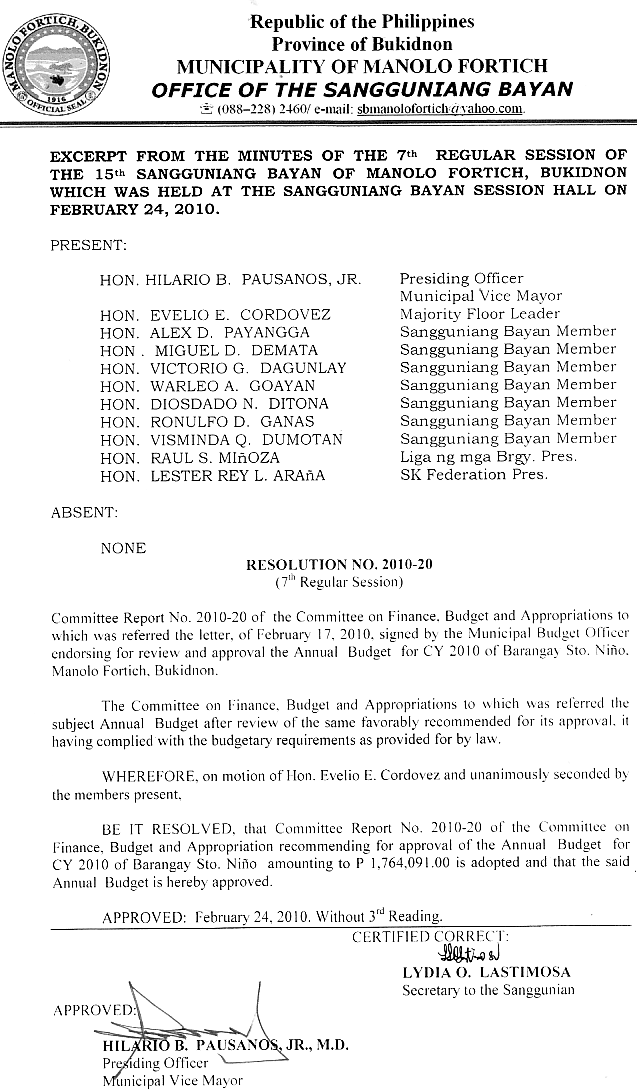 MANOLO FORTICH, BUKIDNON
1916
OFFICIAL SEAL
Republic of the Philippines
Province of Bukidnon
MUNICIPALITY OF MANOLO FORTICH
OFFICE OF THE SANGGUNIANG BAYAN
☏ (088–228) 2460/ e-mail: sbmanolofortich@yahoo.com.
EXCERPT FROM THE MINUTES OF THE 7th REGULAR SESSION OF
THE 15th SANGGUNIANG BAYAN OF MANOLO FORTICH, BUKIDNON
WHICH WAS HELD AT THE SANGGUNIANG BAYAN SESSION HALL ON
FEBRUARY 24, 2010.
PRESENT:
HON. HILARIO B. PAUSANOS, JR. Presiding Officer
Municipal Vice Mayor
HON. EVELIO E. CORDOVEZ Majority Floor Leader
HON. ALEX D. PAYANGGA Sangguniang Bayan Member
HON . MIGUEL D. DEMATA Sangguniang Bayan Member
HON. VICTORIO G. DAGUNLAY Sangguniang Bayan Member
HON. WARLEO A. GOAYAN Sangguniang Bayan Member
HON. DIOSDADO N. DITONA Sangguniang Bayan Member
HON. RONULFO D. GANAS Sangguniang Bayan Member
HON. VISMINDA Q. DUMOTAN Sangguniang Bayan Member
HON. RAUL S. MIñOZA Liga ng mga Brgy. Pres.
HON. LESTER REY L. ARAñA SK Federation Pres.
ABSENT:
NONE
RESOLUTION NO. 2010-20
(7th Regular Session)
Committee Report No. 2010-20 of the Committee on Finance, Budget and Appropriations to
which was referred the letter, of February 17, 2010, signed by the Municipal Budget Officer
endorsing for review and approval the Annual Budget for CY 2010 of Barangay Sto. Niño,
Manolo Fortich, Bukidnon.
The Committee on Finance, Budget and Appropriations to which was referred the
subject Annual Budget after review of the same favorably recommended for its approval, it
having complied with the budgetary requirements as provided for by law.
WHEREFORE, on motion of Hon. Evelio E. Cordovez and unanimously seconded by
the members present,
BE IT RESOLVED, that Committee Report No. 2010-20 of the Committee on
Finance, Budget and Appropriation recommending for approval of the Annual Budget for
CY 2010 of Barangay Sto. Niño amounting to P 1,764,091.00 is adopted and that the said
Annual Budget is hereby approved.
APPROVED: February 24, 2010. Without 3rd Reading.
CERTIFIED CORRECT:
LYDIA O. LASTIMOSA
Secretary to the Sanggunian
APPROVED:
HILARIO B. PAUSANOS, JR., M.D.
Presiding Officer
Municipal Vice Mayor